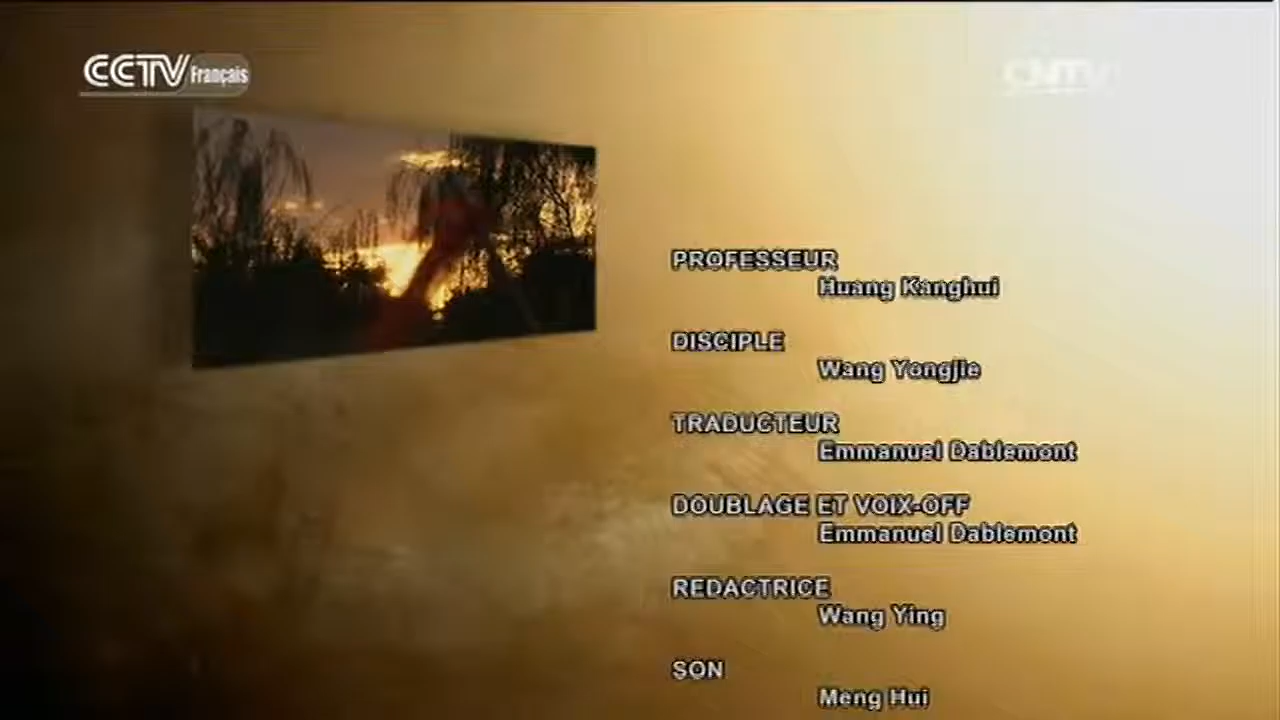 CCTV Français
CNTV
PROFESSEUR
Huang Kanghui
DISCIPLE
Wang Yongjie
TRADUCTEUR
Emmanuel Dablemont
DOUBLAGE ET VOIX-OFF
Emmanuel Dablemont
REDACTRICE
Wang Ying
SON
Meng Hui